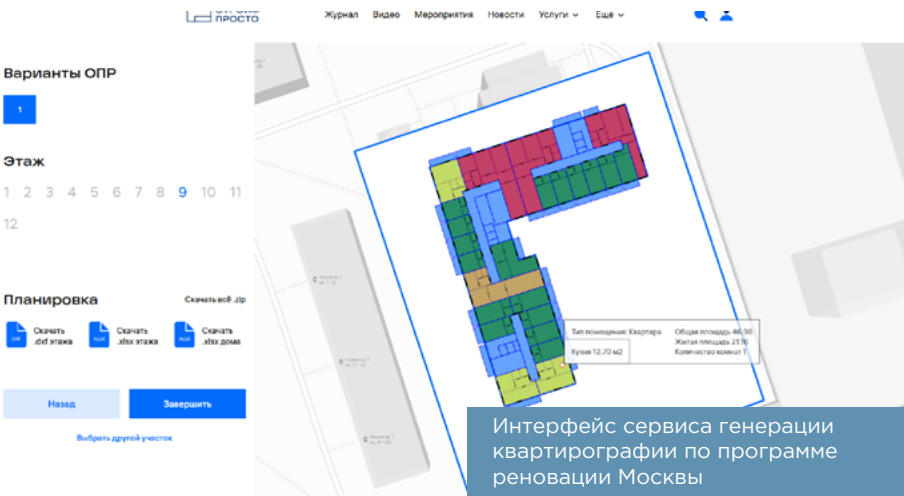 ПРОСТО
Журнал Видео Мероприятия Новости Услуги Ещё
Варианты ОПР
1
Этаж
1 2 3 4 5 6 7 8 9 10 11
12
Планировка
Скачать всё .zip
Скачать .dxf этажа
Скачать .xlsx этажа
Скачать .xlsx дома
Назад
Завершить
Выбрать другой участок
Тип помещения: Квартира
Кухня 12.70 м2
Общая площадь 46.30
Жилая площадь 21.10
Количество комнат 1
Интерфейс сервиса генерации
квартирографии по программе
реновации Москвы